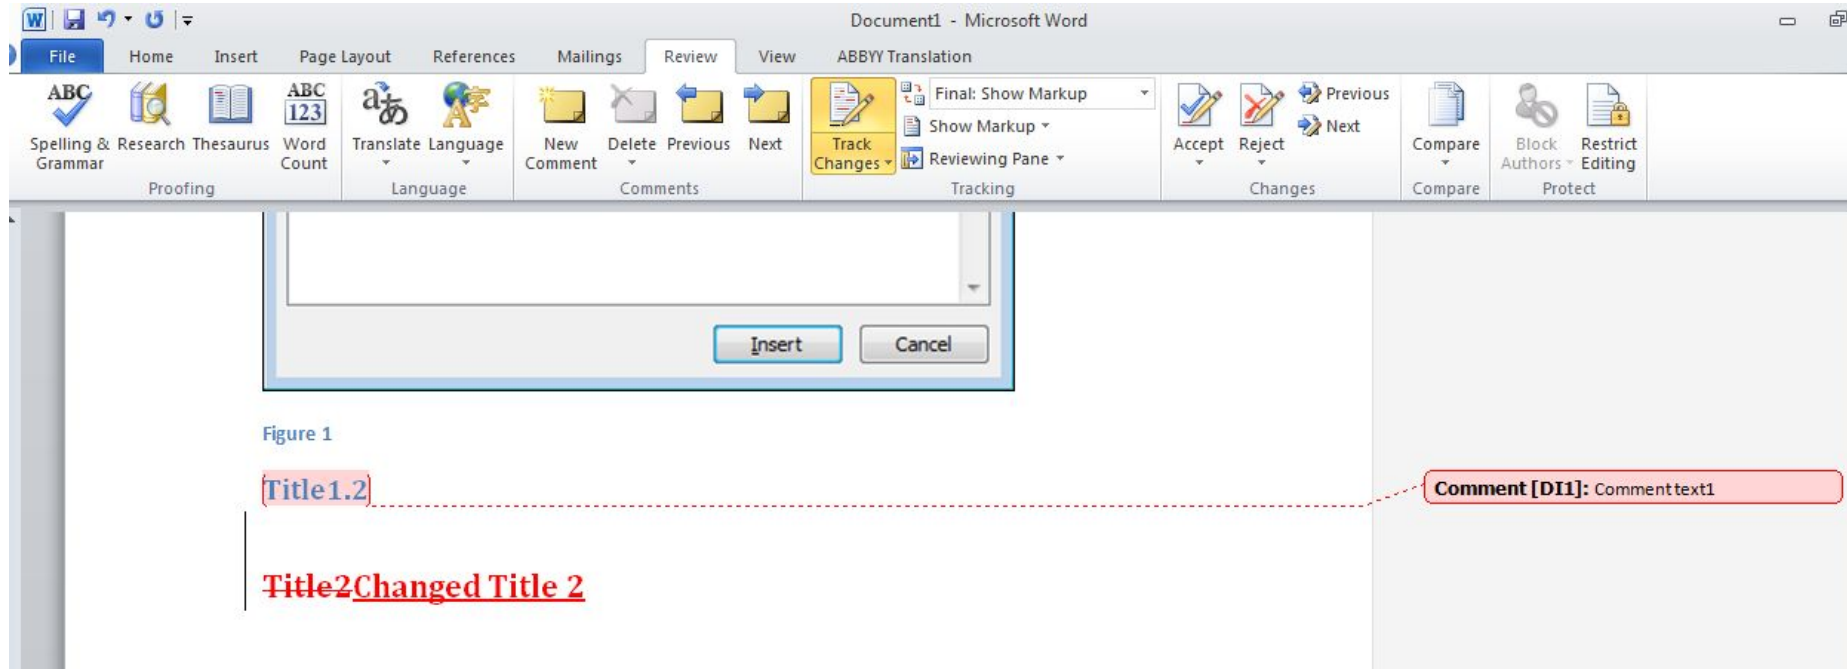 W
Document1 - Microsoft Word
File Home Insert Page Layout References Mailings Review View ABBYY Translation
ABC
Spelling & Grammar
Research
Thesaurus
ABC
123
Word Count
Proofing
Translate
Language
Language
New Comment
Delete
Previous
Next
Comments
Track Changes
Final: Show Markup
Show Markup
Reviewing Pane
Tracking
Accept
Reject
Previous
Next
Changes
Compare
Compare
Block Authors
Restrict Editing
Protect
Insert
Cancel
Figure 1
Title1.2
Comment [DI1]: Comment text1
Title2Changed Title 2